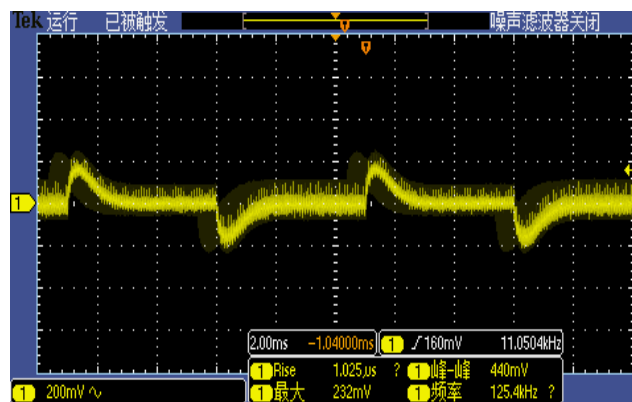 Tek 运行 已被触发 噪声滤波器关闭
T
T
1
2.00ms -1.04000ms 1 160mV 11.0504kHz
1 Rise 1.025µs ? 1 峰-峰 440mV
1 最大 232mV 1 频率 125.4kHz ?
1 200mV